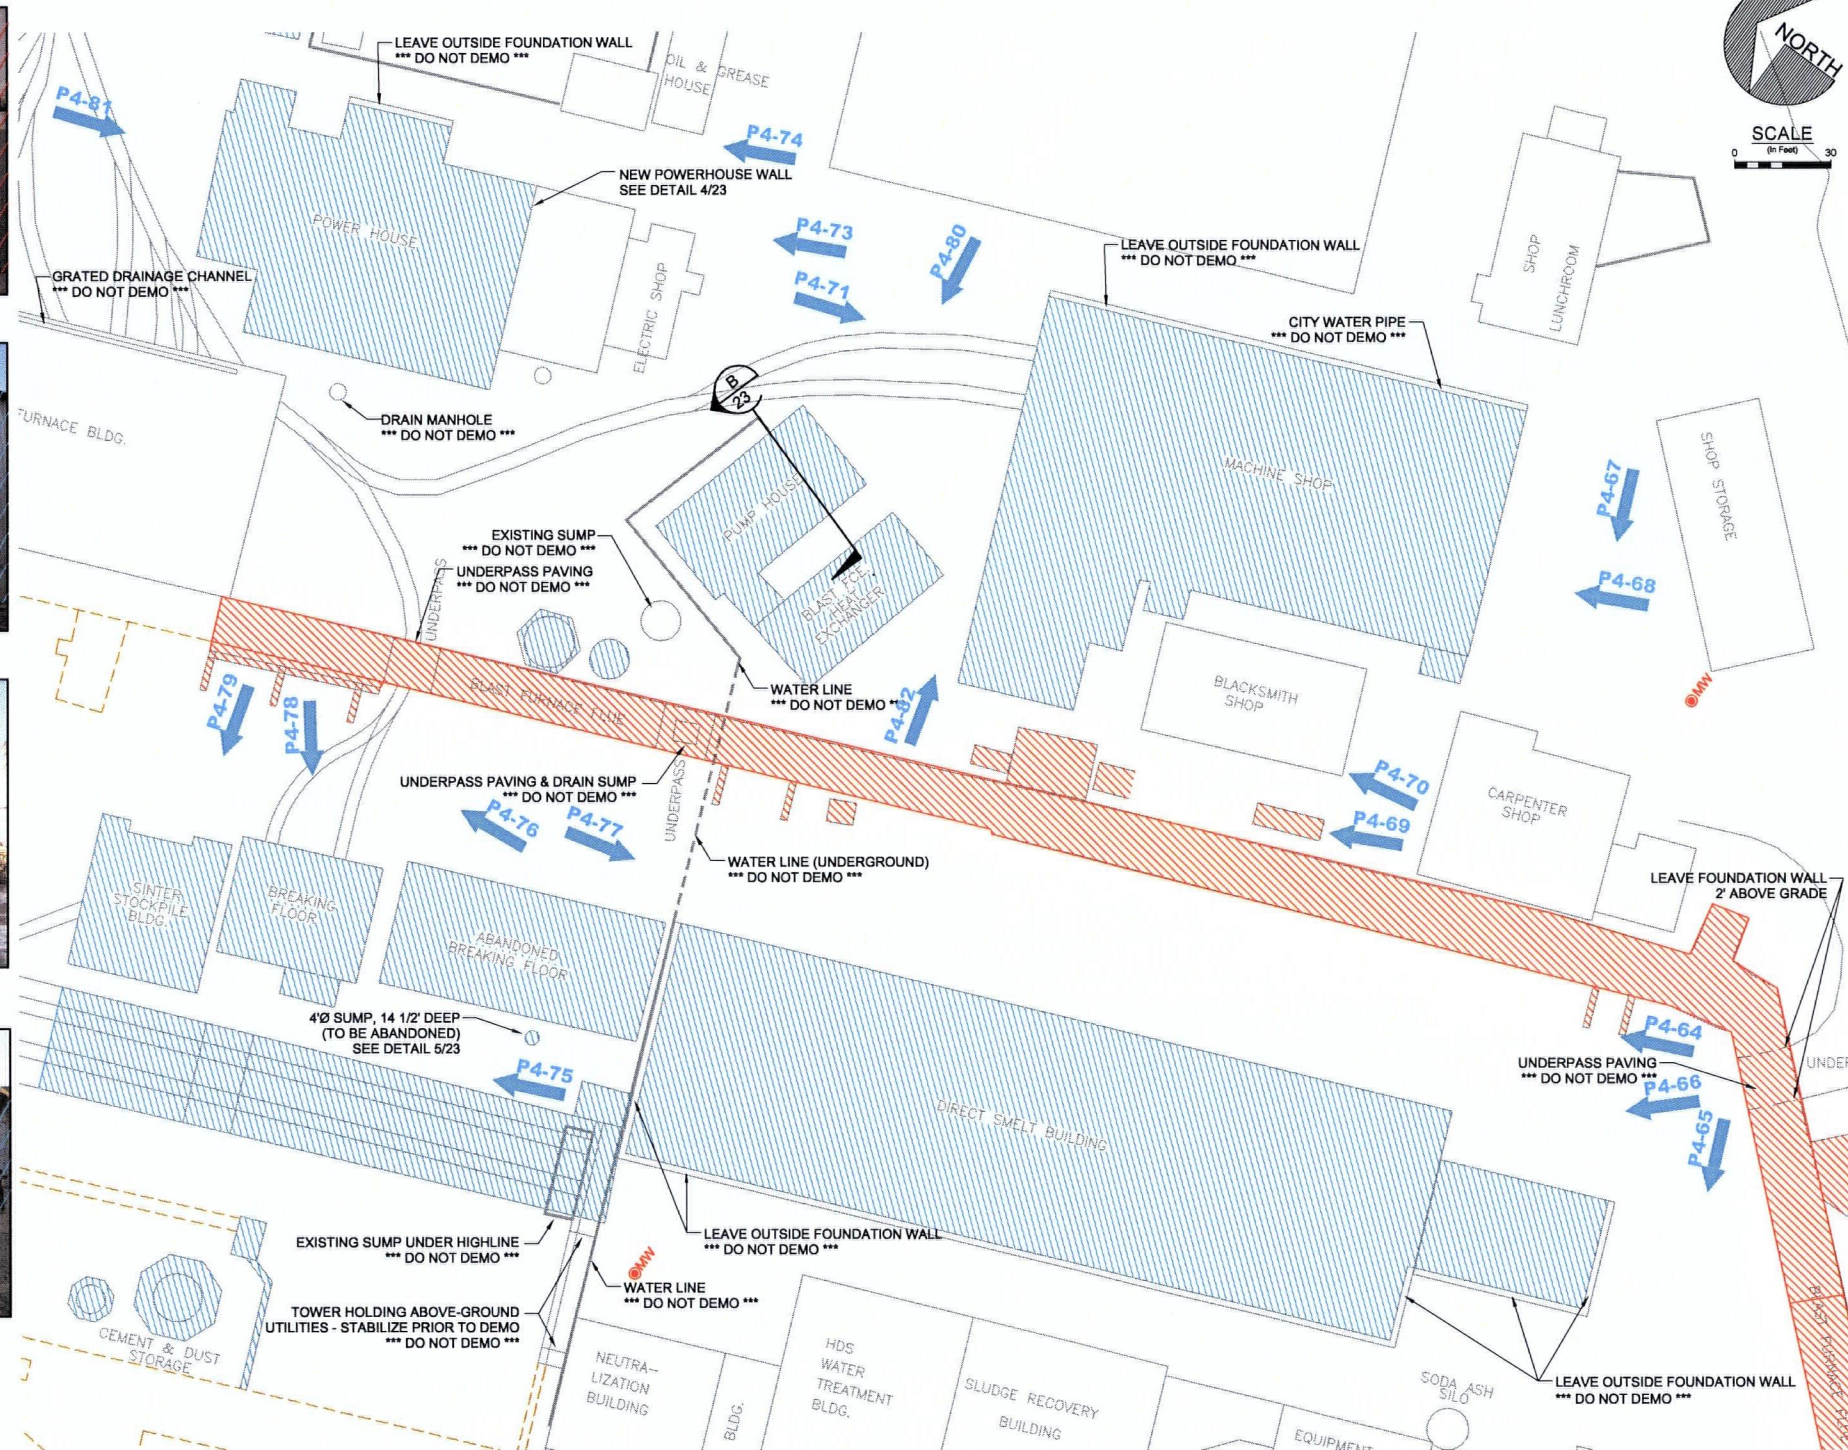 LEAVE OUTSIDE FOUNDATION WALL
*** DO NOT DEMO ***
OIL & GREASE
HOUSE
NORTH
SCALE
(In Feet)
0 30
P4-81
P4-74
NEW POWERHOUSE WALL
SEE DETAIL 4/23
POWER HOUSE
P4-73
P4-80
P4-71
LEAVE OUTSIDE FOUNDATION WALL
*** DO NOT DEMO ***
SHOP
LUNCHROOM
GRATED DRAINAGE CHANNEL
*** DO NOT DEMO ***
ELECTRIC SHOP
CITY WATER PIPE
*** DO NOT DEMO ***
B
23
DRAIN MANHOLE
*** DO NOT DEMO ***
FURNACE BLDG.
PUMP HOUSE
MACHINE SHOP
P4-67
SHOP STORAGE
EXISTING SUMP
*** DO NOT DEMO ***
UNDERPASS PAVING
*** DO NOT DEMO ***
UNDERPASS
BLAST FCE.
HEAT
EXCHANGER
P4-68
P4-79
P4-78
BLAST FURNACE FLUE
WATER LINE
*** DO NOT DEMO **
P4-82
BLACKSMITH
SHOP
MW
UNDERPASS PAVING & DRAIN SUMP
*** DO NOT DEMO ***
UNDERPASS
P4-76
P4-77
P4-70
P4-69
CARPENTER
SHOP
WATER LINE (UNDERGROUND)
*** DO NOT DEMO ***
LEAVE FOUNDATION WALL
2' ABOVE GRADE
SINTER
STOCKPILE
BLDG.
BREAKING
FLOOR
ABANDONED
BREAKING FLOOR
4'Ø SUMP, 14 1/2' DEEP
(TO BE ABANDONED)
SEE DETAIL 5/23
P4-75
P4-64
UNDERPASS PAVING
*** DO NOT DEMO ***
UNDER
P4-66
P4-65
DIRECT SMELT BUILDING
EXISTING SUMP UNDER HIGHLINE
*** DO NOT DEMO ***
LEAVE OUTSIDE FOUNDATION WALL
*** DO NOT DEMO ***
MW
WATER LINE
*** DO NOT DEMO ***
TOWER HOLDING ABOVE-GROUND
UTILITIES - STABILIZE PRIOR TO DEMO
*** DO NOT DEMO ***
CEMENT & DUST
STORAGE
NEUTRA-
LIZATION
BUILDING
BLDG.
HDS
WATER
TREATMENT
BLDG.
SLUDGE RECOVERY
BUILDING
EQUIPMENT
SODA ASH
SILO
LEAVE OUTSIDE FOUNDATION WALL
*** DO NOT DEMO ***
BLAST FURNACE